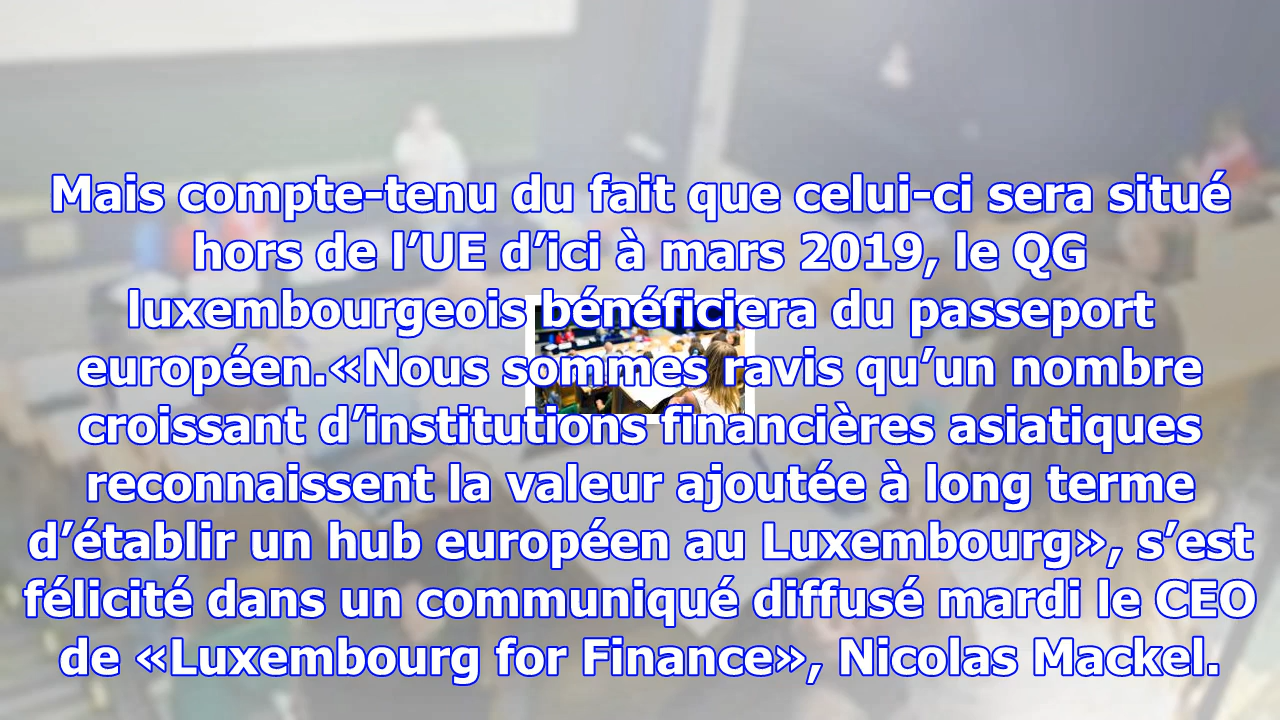 Mais compte-tenu du fait que celui-ci sera situé
hors de l’UE d’ici à mars 2019, le QG
luxembourgeois bénéficiera du passeport
européen.«Nous sommes ravis qu’un nombre
croissant d’institutions financières asiatiques
reconnaissent la valeur ajoutée à long terme
d’établir un hub européen au Luxembourg», s’est
félicité dans un communiqué diffusé mardi le CEO
de «Luxembourg for Finance», Nicolas Mackel.